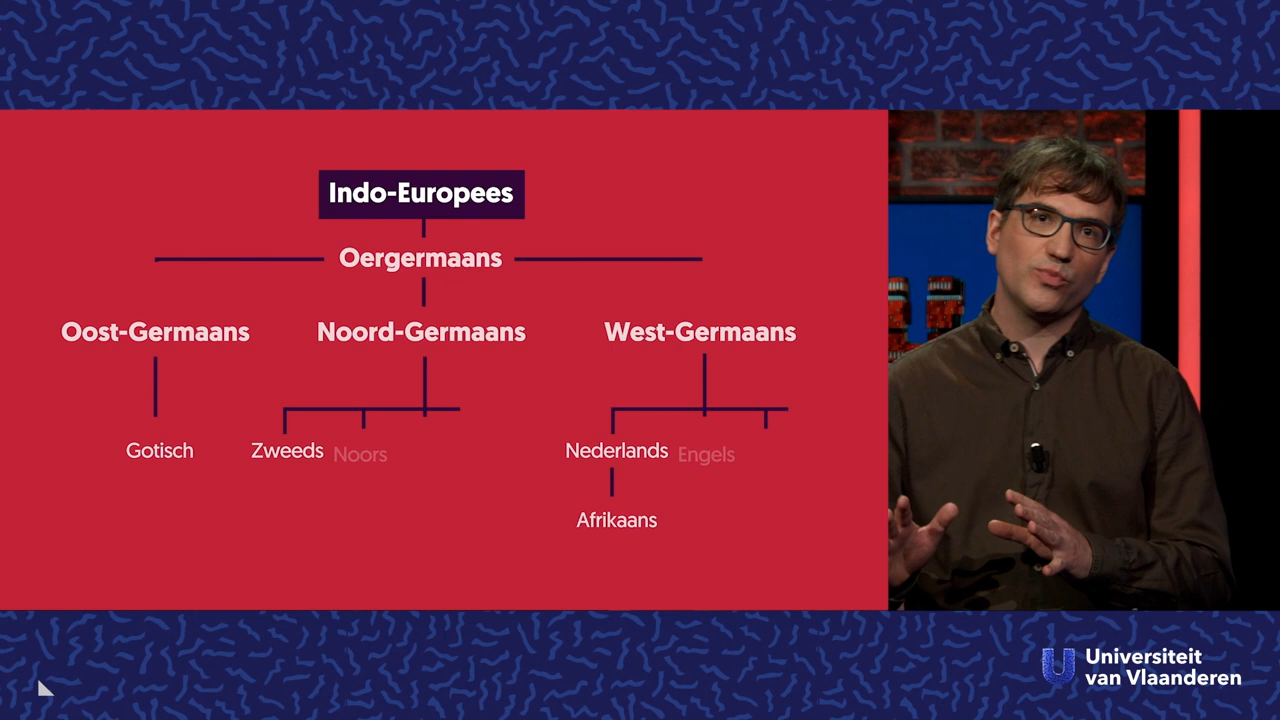 Indo-Europees
Oergermaans
Oost-Germaans
Noord-Germaans
West-Germaans
Gotisch
Zweeds
Noors
Nederlands
Engels
Afrikaans
Universiteit
van Vlaanderen